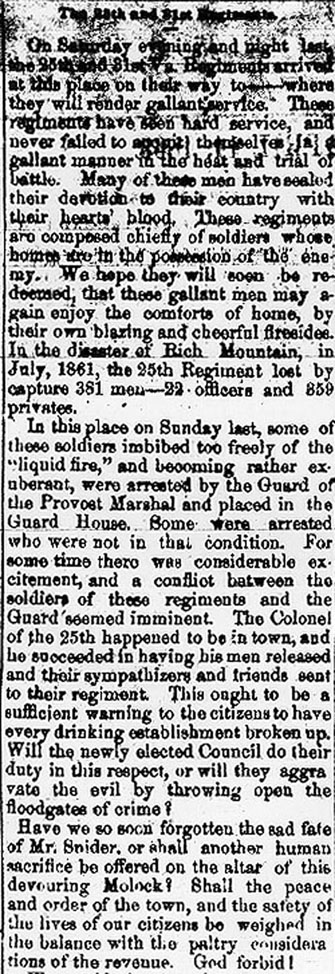 The 25th and 31st Regiments.
On Saturday evening and night last,
the 25th and 31st Va. Regiments arrived
at this place on their way to—— where
they will render gallant service. These
regiments have seen hard service, and
never failed to themselves in a
gallant manner in the heat and trial of
battle. Many of these men have sealed
their devotion to their country with
their hearts' blood. These regiments
are composed chiefly of soldiers whose
homes are in the possession of the ene-
my. We hope they will soon be re-
deemed, that these gallant men may a-
gain enjoy the comforts of home, by
their own blazing and cheerful firesides.
In the disaster of Rich Mountain, in
July, 1861, the 25th Regiment lost by
capture 381 men—22 officers and 359
privates.
In this place on Sunday last, some of
these soldiers imbibed too freely of the
"liquid fire," and becoming rather ex-
uberant, were arrested by the Guard of
the Provost Marshal and placed in the
Guard House. Some were arrested
who were not in that condition. For
some time there was considerable ex-
citement, and a conflict between the
soldiers of these regiments and the
Guard seemed imminent. The Colonel
of the 25th happened to be in town, and
he succeeded in having his men released
and their sympathizers and friends sent
to their regiment. This ought to be a
sufficient warning to the citizens to have
every drinking establishment broken up.
Will the newly elected Council do their
duty in this respect, or will they aggra
vate the evil by throwing open the
floodgates of crime?
Have we so soon forgotten the sad fate
of Mr. Snider, or shall another human
sacrifice be offered on the altar of this
devouring Molock? Shall the peace
and order of the town, and the safety of
the lives of our citizens be weighed in
the balance with the paltry considera
tions of the revenue. God forbid!